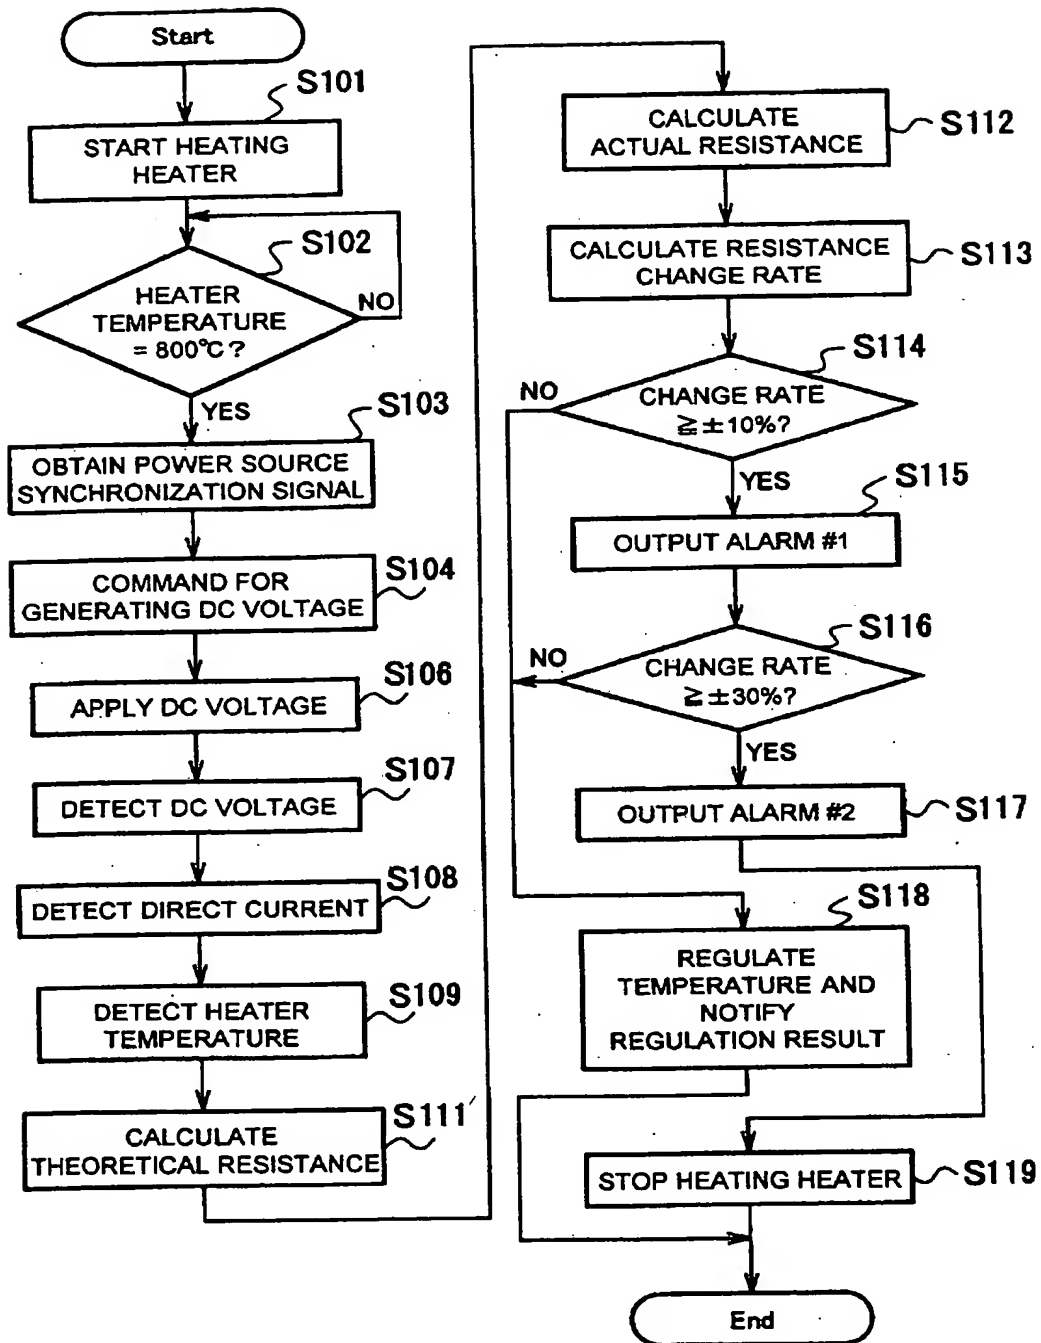 Start
S101
START HEATING
HEATER
S102
HEATER
TEMPERATURE
= 800℃?
NO
YES
S103
OBTAIN POWER SOURCE
SYNCHRONIZATION SIGNAL
S104
COMMAND FOR
GENERATING DC VOLTAGE
S106
APPLY DC VOLTAGE
S107
DETECT DC VOLTAGE
S108
DETECT DIRECT CURRENT
S109
DETECT HEATER
TEMPERATURE
S111
CALCULATE
THEORETICAL RESISTANCE
CALCULATE
ACTUAL RESISTANCE
S112
CALCULATE RESISTANCE
CHANGE RATE
S113
S114
NO
CHANGE RATE
≧±10%?
YES
S115
OUTPUT ALARM #1
S116
NO
CHANGE RATE
≧±30%?
YES
OUTPUT ALARM #2
S117
S118
REGULATE
TEMPERATURE AND
NOTIFY
REGULATION RESULT
STOP HEATING HEATER
S119
End